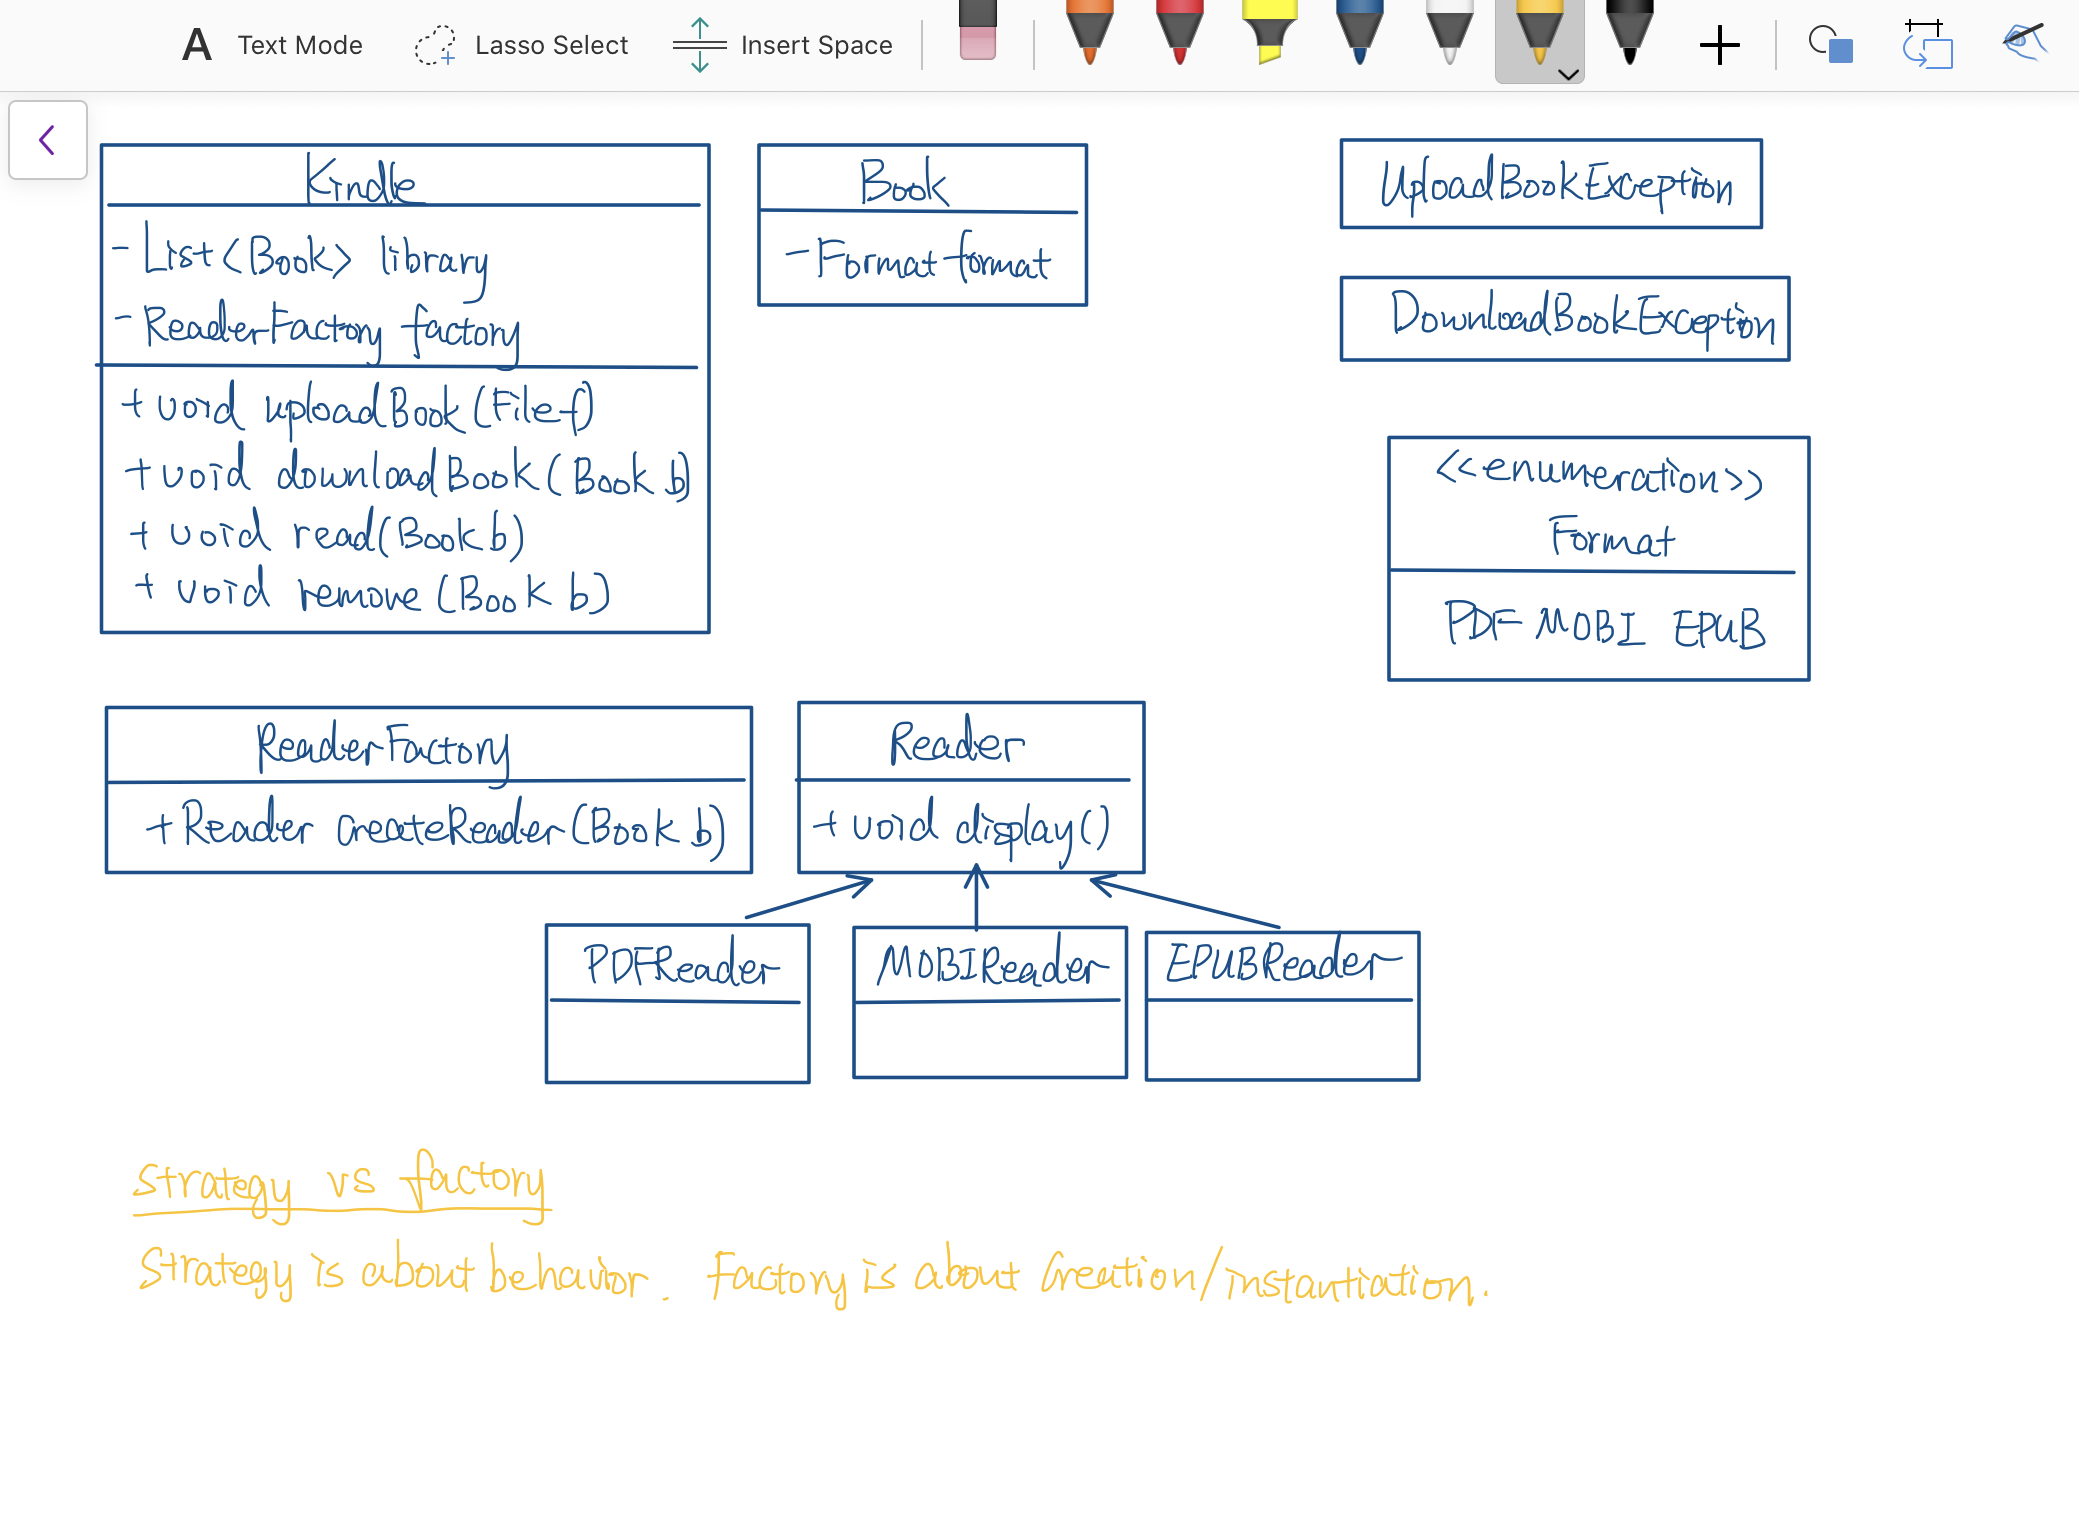 Text Mode Lasso Select Insert Space
Kindle
- List<Book> library
- ReaderFactory factory
+ void uploadBook(File f)
+ void downloadBook(Book b)
+ void read(Book b)
+ void remove(Book b)
Book
- Format format
UploadBookException
DownloadBookException
<<enumeration>>
Format
PDF MOBI EPUB
ReaderFactory
+ Reader createReader(Book b)
Reader
+ void display()
PDFReader
MOBIReader
EPUBReader
strategy vs factory
Strategy is about behavior. Factory is about Creation/instantiation.